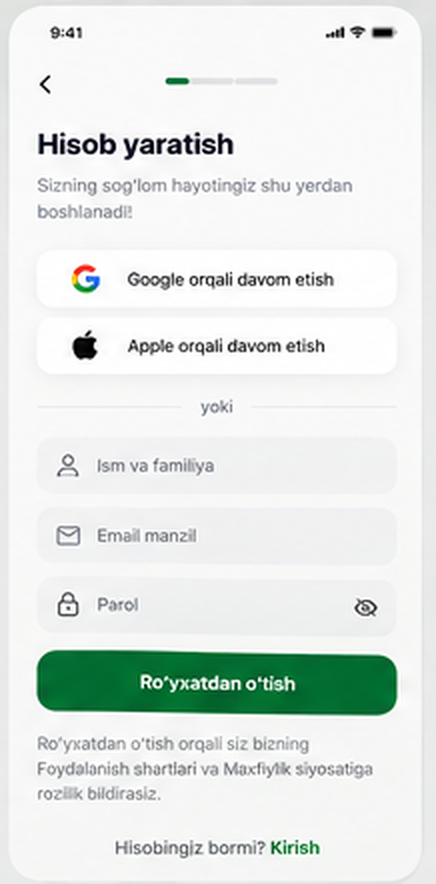 9:41
Hisob yaratish
Sizning sog‘lom hayotingiz shu yerdan
boshlanadi!
Google orqali davom etish
Apple orqali davom etish
yoki
Ism va familiya
Email manzil
Parol
Ro‘yxatdan o‘tish
Ro‘yxatdan o‘tish orqali siz bizning
Foydalanish shartlari va Maxfiylik siyosatiga
rozilik bildirasiz.
Hisobingiz bormi? Kirish